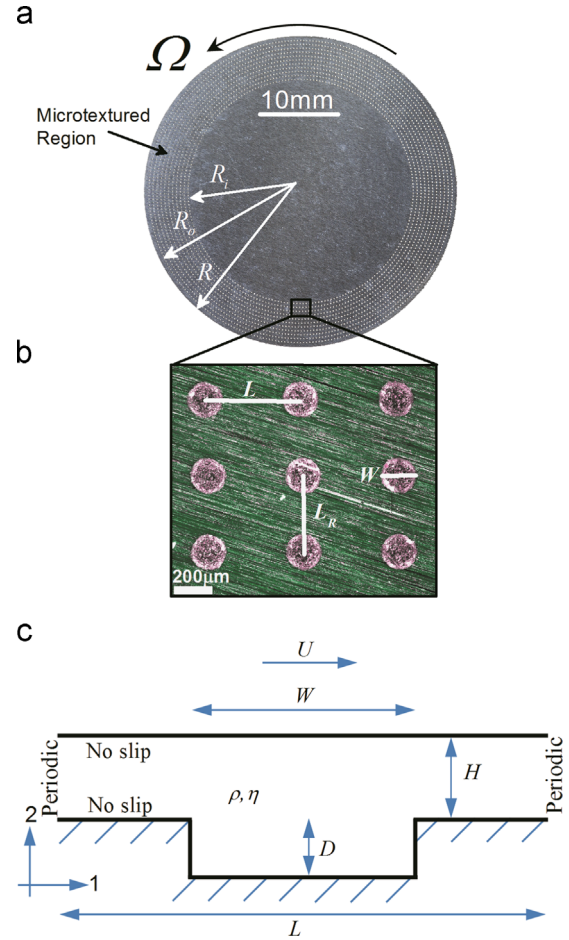 a
Ω
10mm
Microtextured
Region
R_i
R_o
R
b
L
W
L_R
200μm
c
U
W
Periodic
No slip
H
Periodic
No slip
ρ, η
2
D
1
L